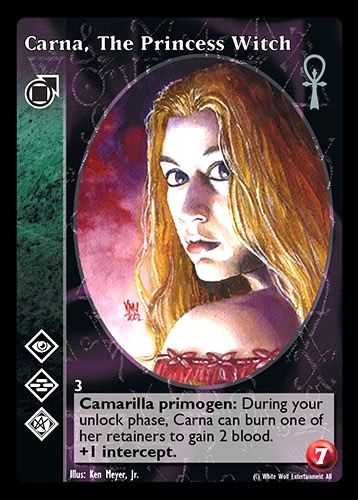 Carna, The Princess Witch
3
Camarilla primogen: During your
unlock phase, Carna can burn one of
her retainers to gain 2 blood.
+1 intercept.
7
Illus: Ken Meyer, Jr.
(C) White Wolf Entertainment AB